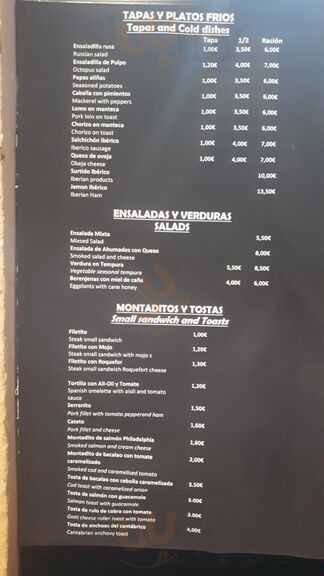 TAPAS Y PLATOS FRIOS
Tapas and Cold dishes
Tapa 1/2 Ración
Ensaladilla rusa 1,00€ 3,50€ 6,00€
Russian salad
Ensaladilla de Pulpo 1,20€ 4,00€ 7,00€
Octopus salad
Papas aliñas 1,00€ 3,50€ 6,00€
Seasoned potatoes
Caballa con pimientos 1,00€ 3,50€ 6,00€
Mackerel with peppers
Lomo en manteca 1,00€ 3,50€ 6,00€
Pork loin on toast
Chorizo en manteca 1,00€ 3,50€ 6,00€
Chorizo on toast
Salchichón ibérico 1,00€ 4,00€ 7,00€
Iberico sausage
Queso de oveja 1,00€ 4,00€ 7,00€
Obeja cheese
Surtido ibérico 10,00€
Iberian products
Jamon ibérico 13,50€
Iberian Ham
ENSALADAS Y VERDURAS
SALADS
Ensalada Mixta 5,50€
Mixsed Salad
Ensalada de Ahumados con Queso 8,00€
Smoked salad and cheese
Verdura en Tempura 5,50€ 8,50€
Vegetable seasonal tempura
Berenjenas con miel de caña 4,00€ 6,00€
Eggplants with cane honey
MONTADITOS Y TOSTAS
Small sandwich and Toasts
Filetito 1,00€
Steak small sandwich
Filetito con Mojo 1,20€
Steak small sandwich with mojo s
Filetito con Roquefor 1,30€
Steak small sandwich Roquefort cheese
Tortilla con Ali-Oli y Tomate 1,20€
Spanish omelette with aioli and tomato
sauce
Serranito 1,50€
Pork fillet with tomato pepperand ham
Cateto 1,60€
Pork fillet and cheese
Montadito de salmón Philadelphia 1,60€
Smoked salmon and cream cheese
Montadito de bacalao con tomate 2,00€
caramelizado
Smoked cod and caramelised tomato
Tosta de bacalao con cebolla caramelizada 3.50€
Cod toast with caramelized onion
Tosta de salmón con guacamole 3.00€
Salmon toast with guacamole
Tosta de rulo de cabra con tomate 3.00€
Goat cheese roller toast with tomato
Tosta de anchoas del cantábrico 4,00€
Cantabrian anchovy toast